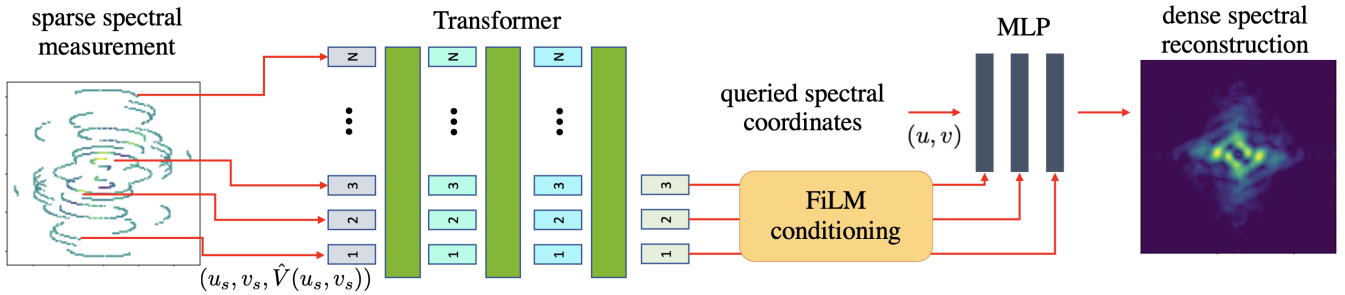 sparse spectral
measurement
Transformer
MLP
dense spectral
reconstruction
N
N
N
queried spectral
coordinates
(u, v)
3
3
3
3
2
2
2
2
1
1
1
1
FiLM
conditioning
(u_s, v_s, V̂(u_s, v_s))